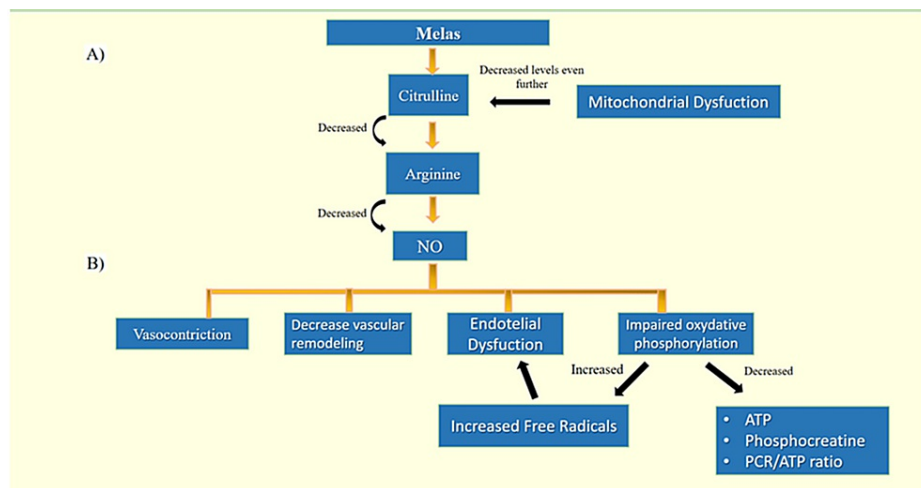 Melas
A)
Decreased levels even
further
Citrulline
Mitochondrial Dysfuction
Decreased
Arginine
Decreased
NO
B)
Vasocontriction
Decrease vascular
remodeling
Endotelial
Dysfunction
Impaired oxydative
phosphorylation
Increased
Decreased
Increased Free Radicals
• ATP
• Phosphocreatine
• PCR/ATP ratio